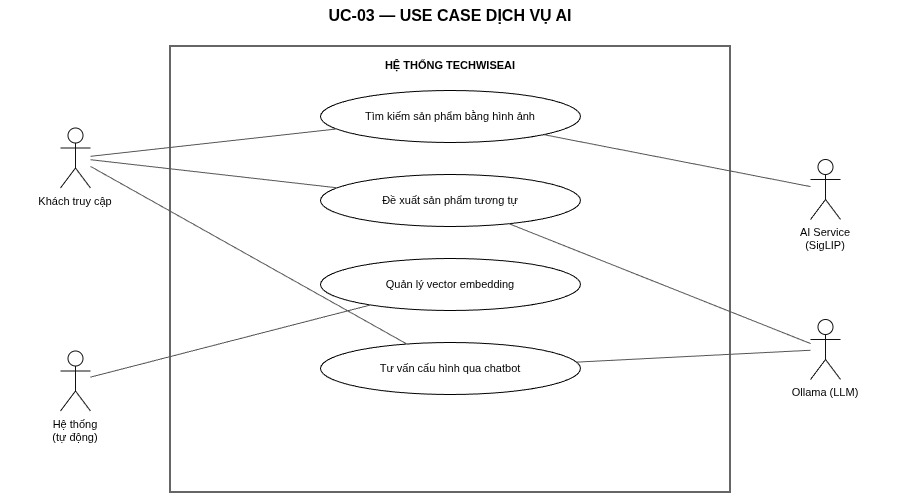 UC-03 — USE CASE DỊCH VỤ AI
HỆ THỐNG TECHWISEAI
Tìm kiếm sản phẩm bằng hình ảnh
Khách truy cập
Đề xuất sản phẩm tương tự
AI Service
(SigLIP)
Quản lý vector embedding
Tư vấn cấu hình qua chatbot
Ollama (LLM)
Hệ thống
(tự động)